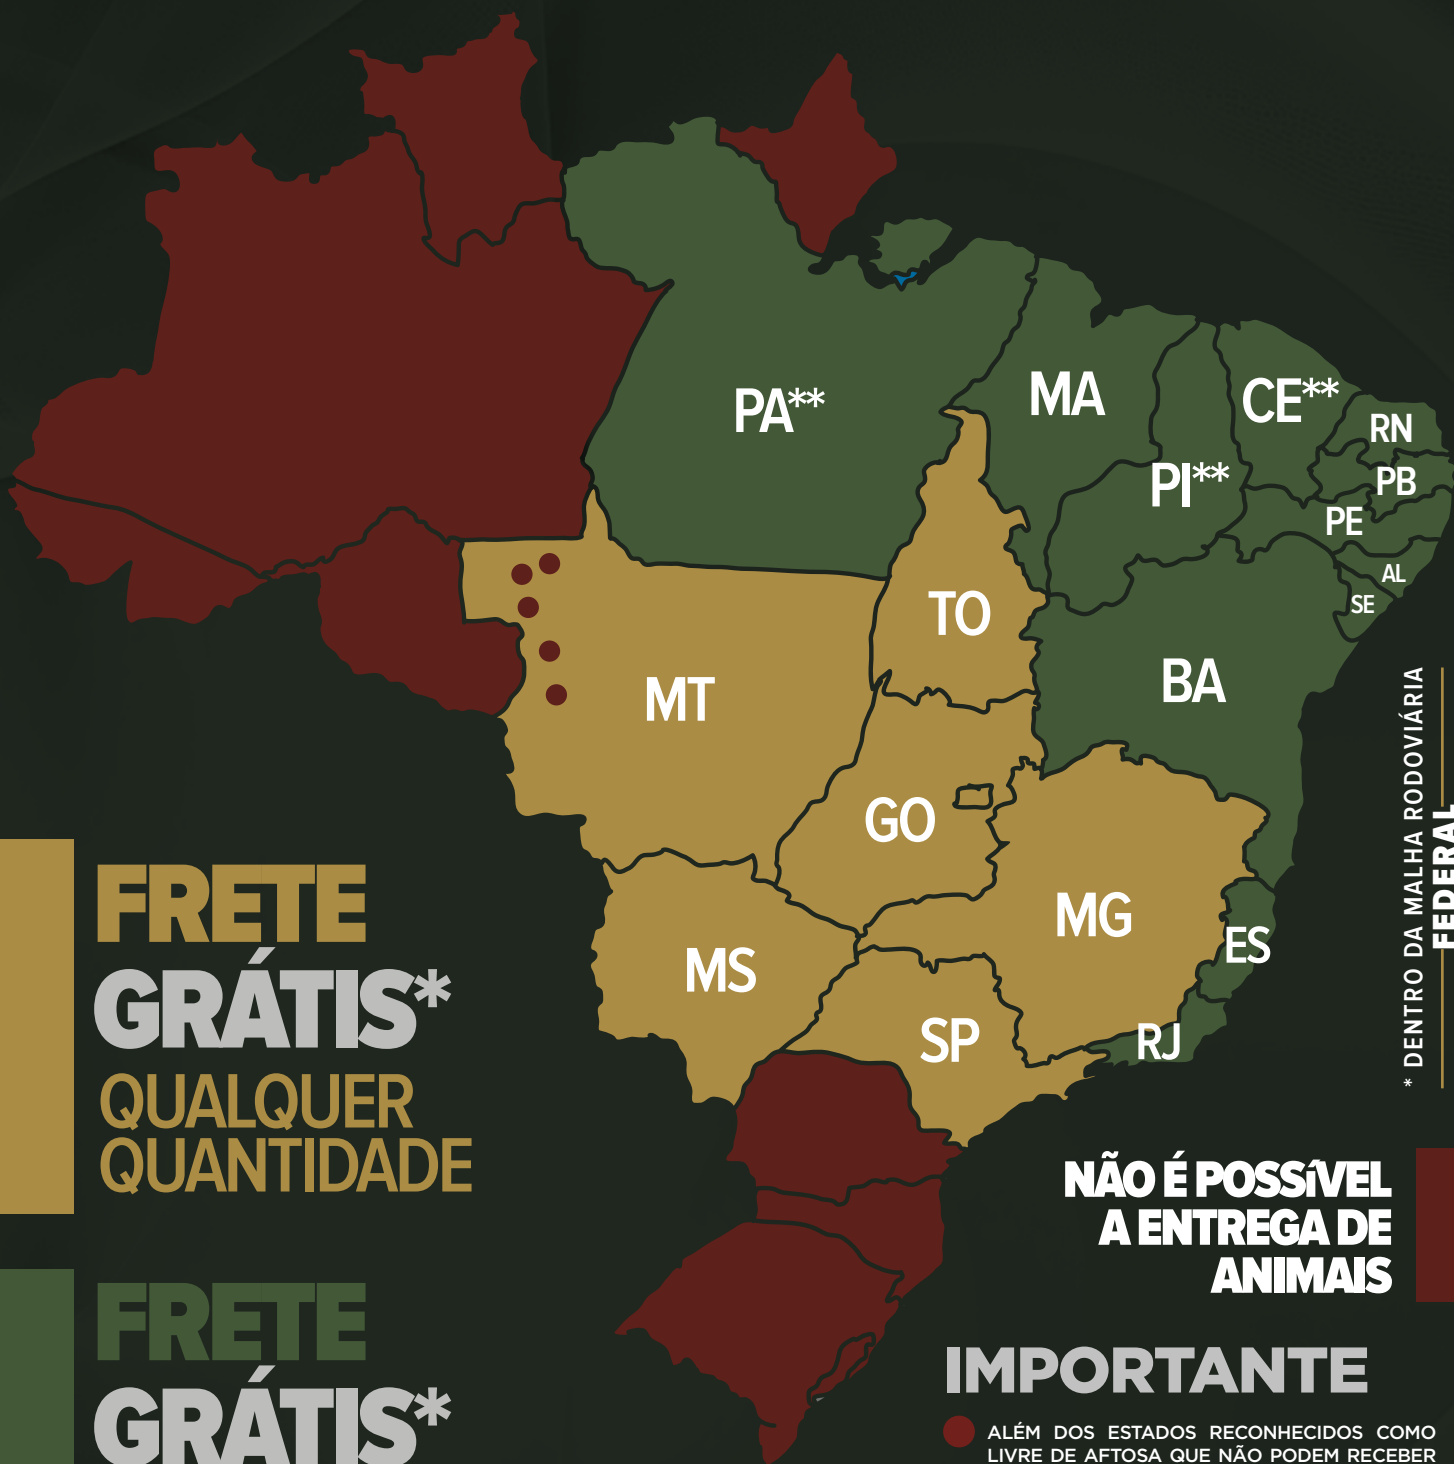 PA**
MA
CE**
RN
PI**
PB
PE
AL
SE
TO
BA
MT
GO
MG
ES
MS
SP
RJ
* DENTRO DA MALHA RODOVIÁRIA
FEDERAL
FRETE
GRÁTIS*
QUALQUER
QUANTIDADE
FRETE
GRÁTIS*
NÃO É POSSíVEL
A ENTREGA DE
ANIMAIS
IMPORTANTE
ALÉM DOS ESTADOS RECONHECIDOS COMO
LIVRE DE AFTOSA QUE NÃO PODEM RECEBER